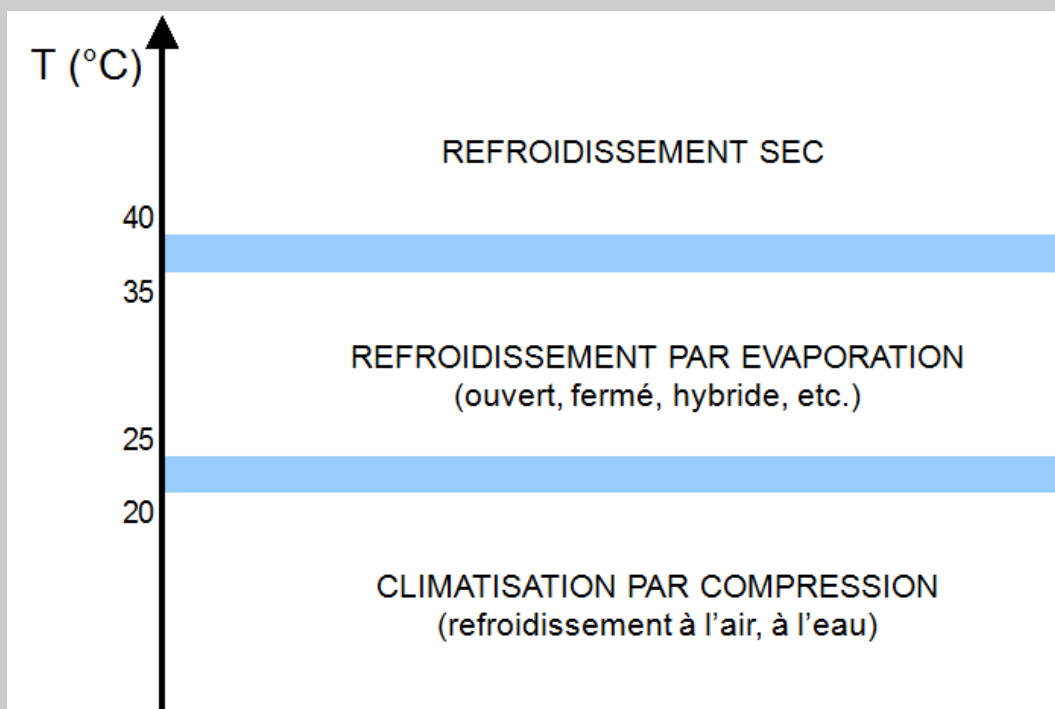 T (°C)
REFROIDISSEMENT SEC
40
35
REFROIDISSEMENT PAR EVAPORATION
(ouvert, fermé, hybride, etc.)
25
20
CLIMATISATION PAR COMPRESSION
(refroidissement à l’air, à l’eau)